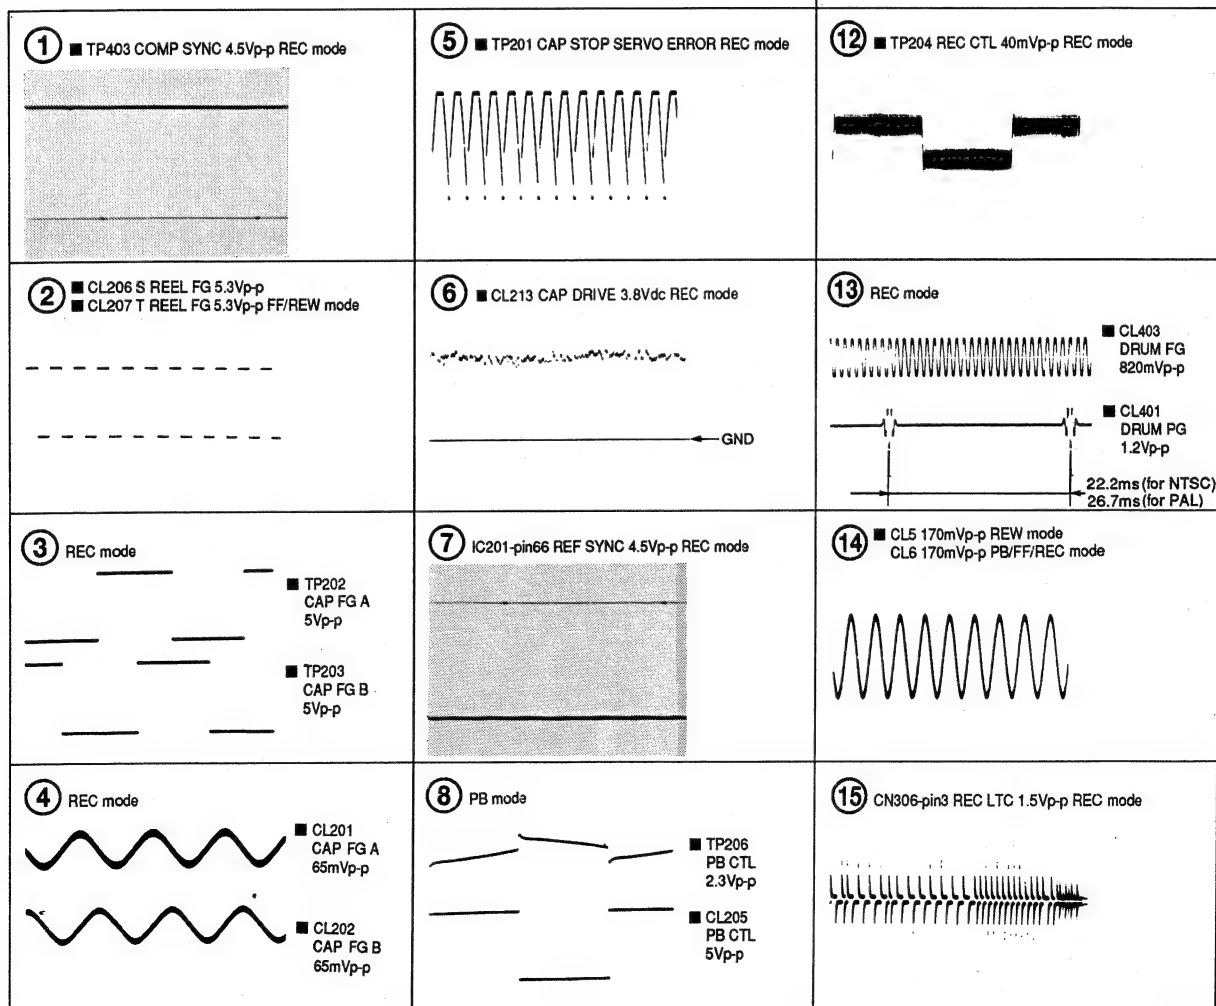 1 ■ TP403 COMP SYNC 4.5Vp-p REC mode
2 ■ CL206 S REEL FG 5.3Vp-p
■ CL207 T REEL FG 5.3Vp-p FF/REW mode
3 REC mode
■ TP202
CAP FG A
5Vp-p
■ TP203
CAP FG B
5Vp-p
4 REC mode
■ CL201
CAP FG A
65mVp-p
■ CL202
CAP FG B
65mVp-p
5 ■ TP201 CAP STOP SERVO ERROR REC mode
6 ■ CL213 CAP DRIVE 3.8Vdc REC mode
GND
7 IC201-pin66 REF SYNC 4.5Vp-p REC mode
8 PB mode
■ TP206
PB CTL
2.3Vp-p
■ CL205
PB CTL
5Vp-p
12 ■ TP204 REC CTL 40mVp-p REC mode
13 REC mode
■ CL403
DRUM FG
820mVp-p
■ CL401
DRUM PG
1.2Vp-p
22.2ms (for NTSC)
26.7ms (for PAL)
14 ■ CL5 170mVp-p REW mode
CL6 170mVp-p PB/FF/REC mode
15 CN306-pin3 REC LTC 1.5Vp-p REC mode